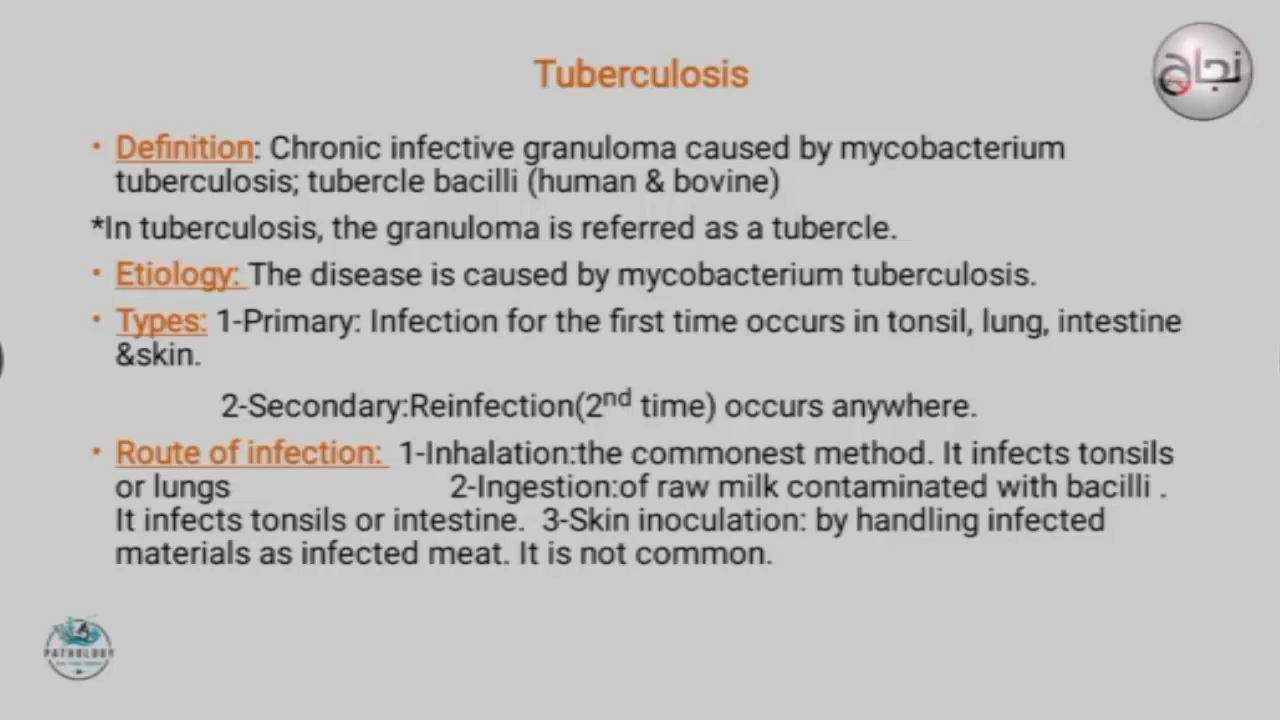 Tuberculosis
نجاح
• Definition: Chronic infective granuloma caused by mycobacterium
tuberculosis; tubercle bacilli (human & bovine)
*In tuberculosis, the granuloma is referred as a tubercle.
• Etiology: The disease is caused by mycobacterium tuberculosis.
• Types: 1-Primary: Infection for the first time occurs in tonsil, lung, intestine
&skin.
2-Secondary:Reinfection(2nd time) occurs anywhere.
• Route of infection: 1-Inhalation:the commonest method. It infects tonsils
or lungs 2-Ingestion:of raw milk contaminated with bacilli .
It infects tonsils or intestine. 3-Skin inoculation: by handling infected
materials as infected meat. It is not common.
PATHOLOGY